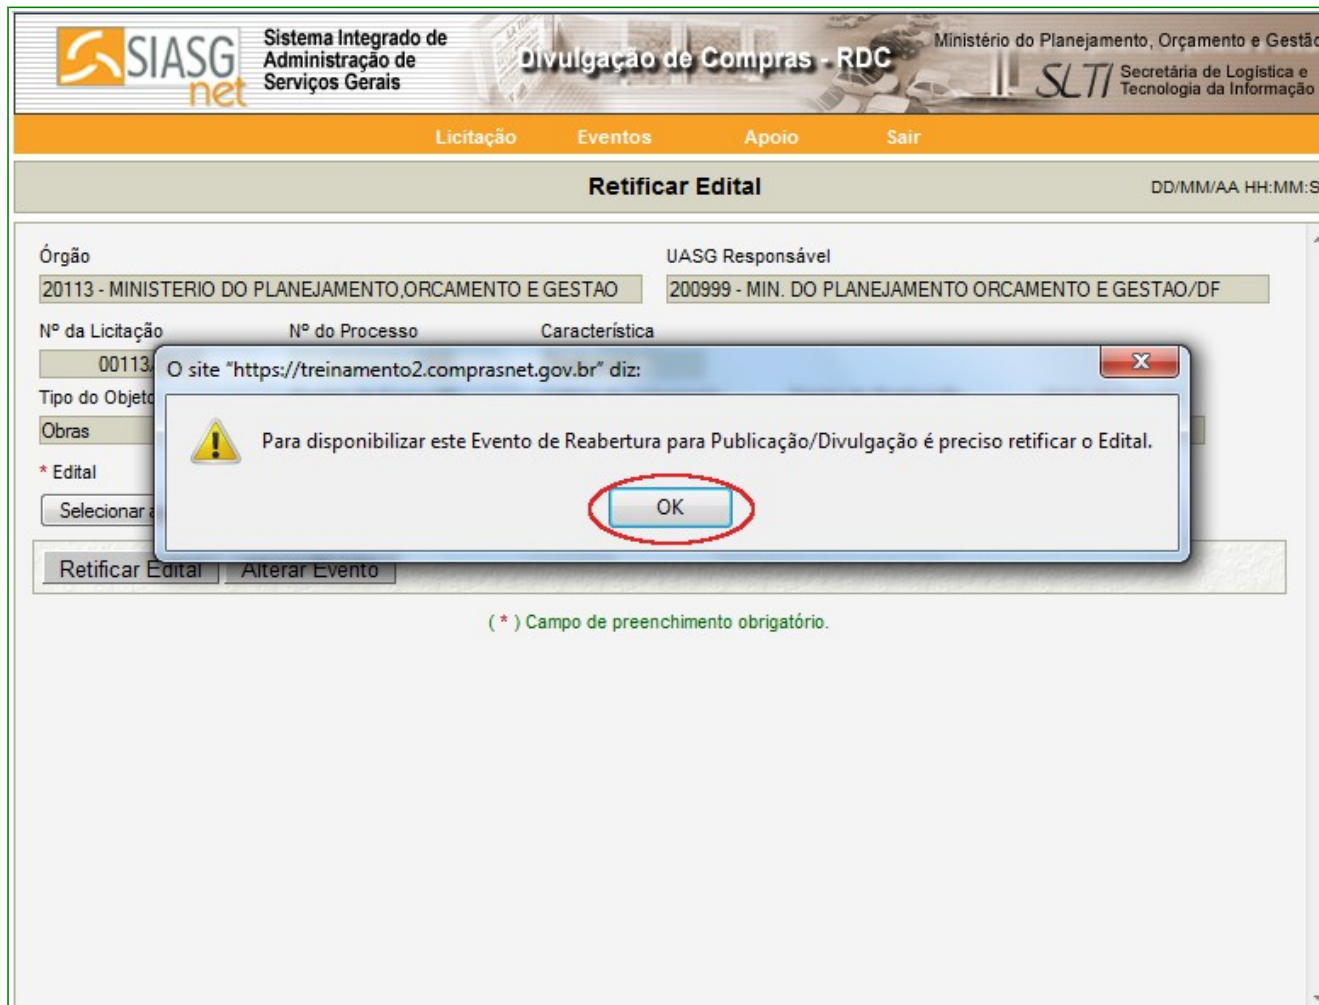 SIASG
net
Sistema Integrado de
Administração de
Serviços Gerais
Divulgação de Compras - RDC
Ministério do Planejamento, Orçamento e Gestão
SLTI
Secretária de Logística e
Tecnologia da Informação
Licitação Eventos Apoio Sair
Retificar Edital
DD/MM/AA HH:MM:S
Órgão UASG Responsável
20113 - MINISTERIO DO PLANEJAMENTO,ORCAMENTO E GESTAO 200999 - MIN. DO PLANEJAMENTO ORCAMENTO E GESTAO/DF
Nº da Licitação Nº do Processo Característica
00113/
O site "https://treinamento2.comprasnet.gov.br" diz:
X
Tipo do Objeto
Obras
Para disponibilizar este Evento de Reabertura para Publicação/Divulgação é preciso retificar o Edital.
* Edital
OK
Selecionar
Retificar Edital Alterar Evento
( * ) Campo de preenchimento obrigatório.